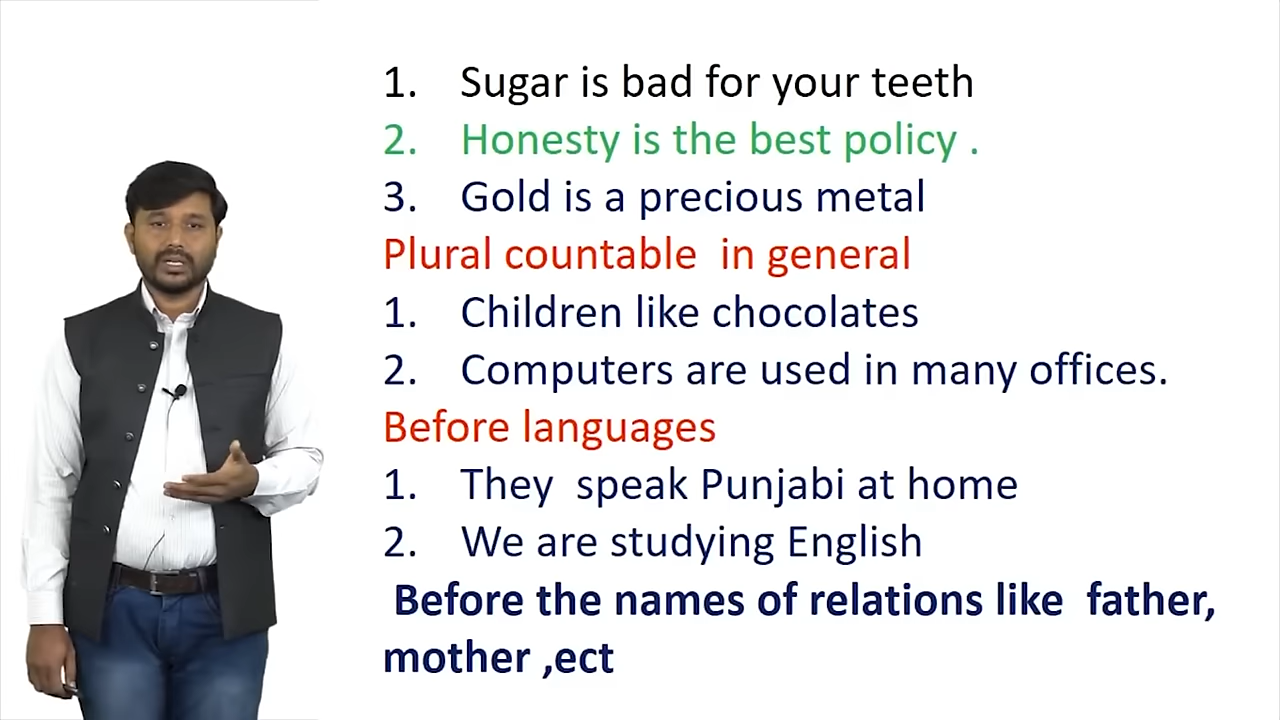 1. Sugar is bad for your teeth
2. Honesty is the best policy .
3. Gold is a precious metal
Plural countable in general
1. Children like chocolates
2. Computers are used in many offices.
Before languages
1. They speak Punjabi at home
2. We are studying English
Before the names of relations like father,
mother ,ect